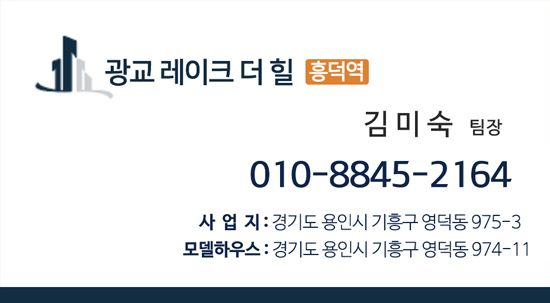 광교 레이크 더 힐 흥덕역
김미숙 팀장
010-8845-2164
사 업 지 : 경기도 용인시 기흥구 영덕동 975-3
모델하우스 : 경기도 용인시 기흥구 영덕동 974-11